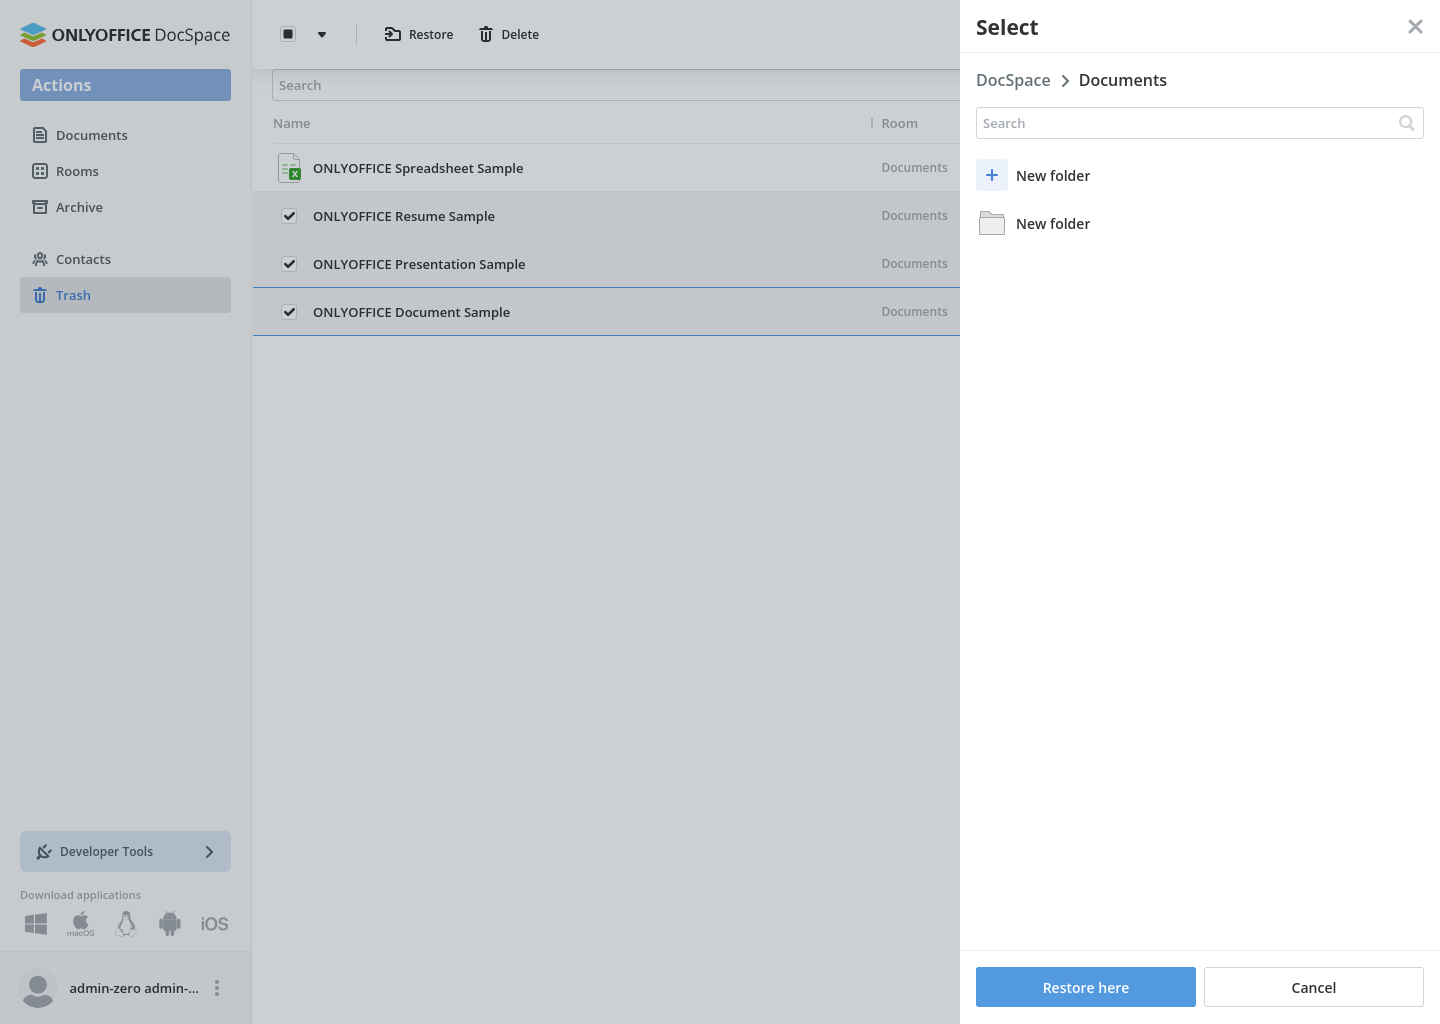 ONLYOFFICE DocSpace
Actions
Documents
Rooms
Archive
Contacts
Trash
Developer Tools
Download applications
macOS
iOS
admin-zero admin-...
Restore
Delete
Search
Name
Room
ONLYOFFICE Spreadsheet Sample
Documents
ONLYOFFICE Resume Sample
Documents
ONLYOFFICE Presentation Sample
Documents
ONLYOFFICE Document Sample
Documents
Select
DocSpace
Documents
Search
New folder
New folder
Restore here
Cancel